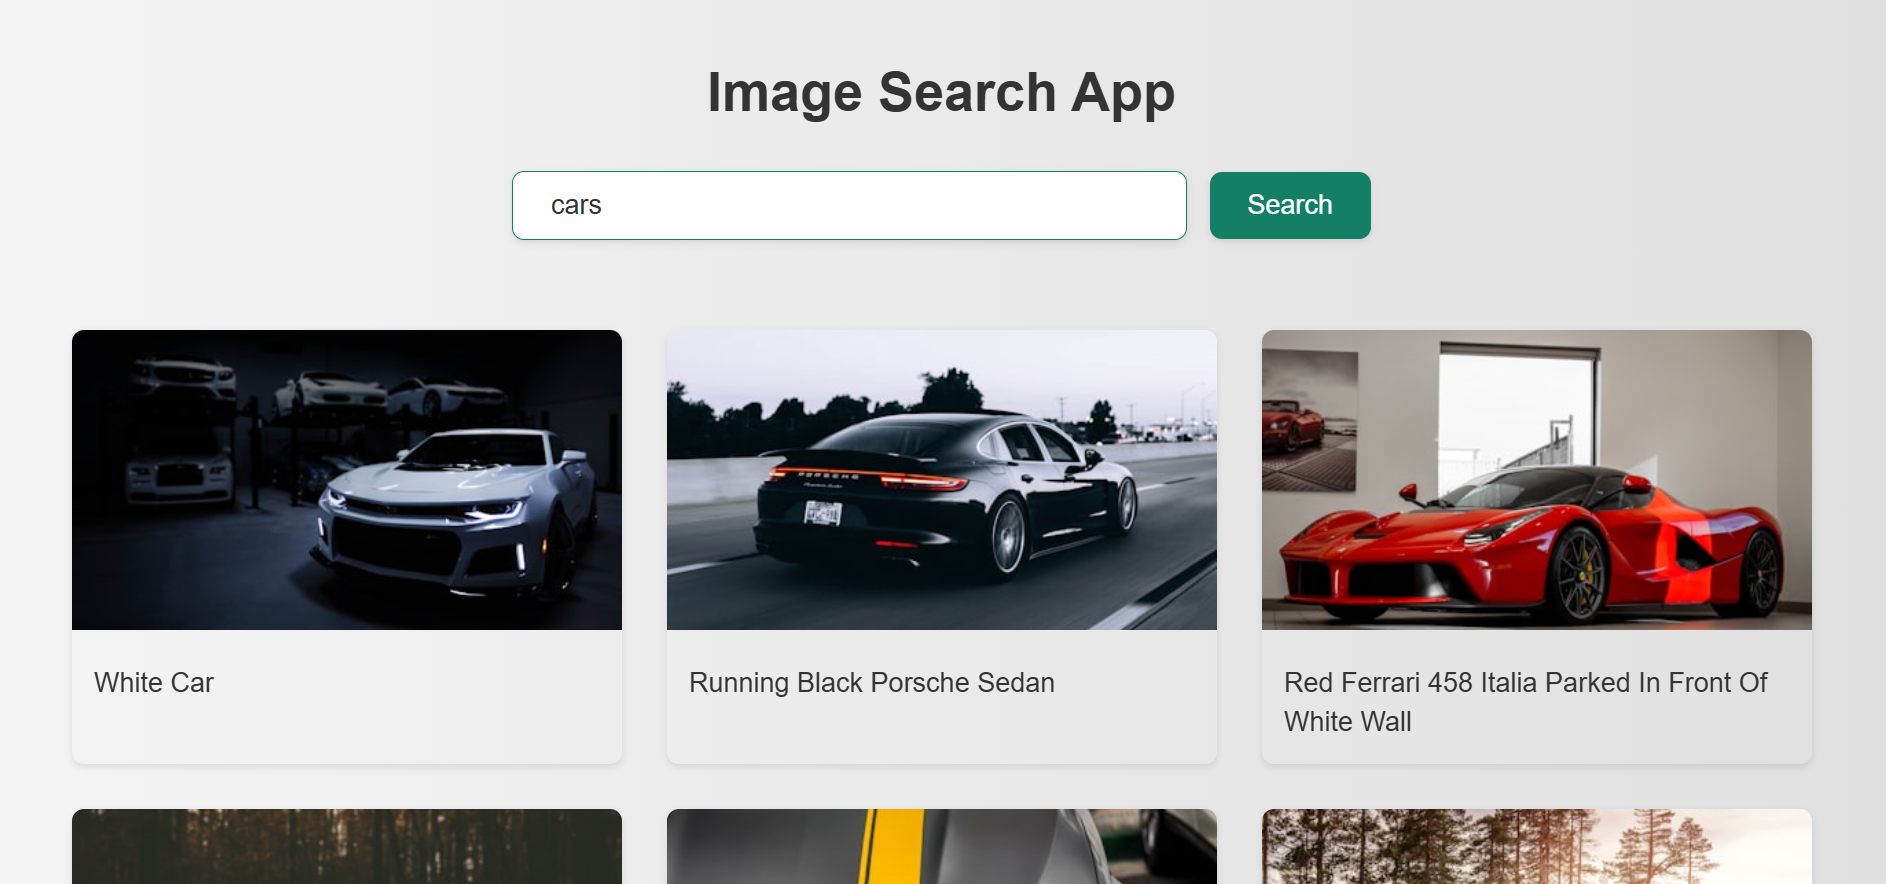 Image Search App
cars
Search
PORSCHE
White Car
Running Black Porsche Sedan
Red Ferrari 458 Italia Parked In Front Of
White Wall